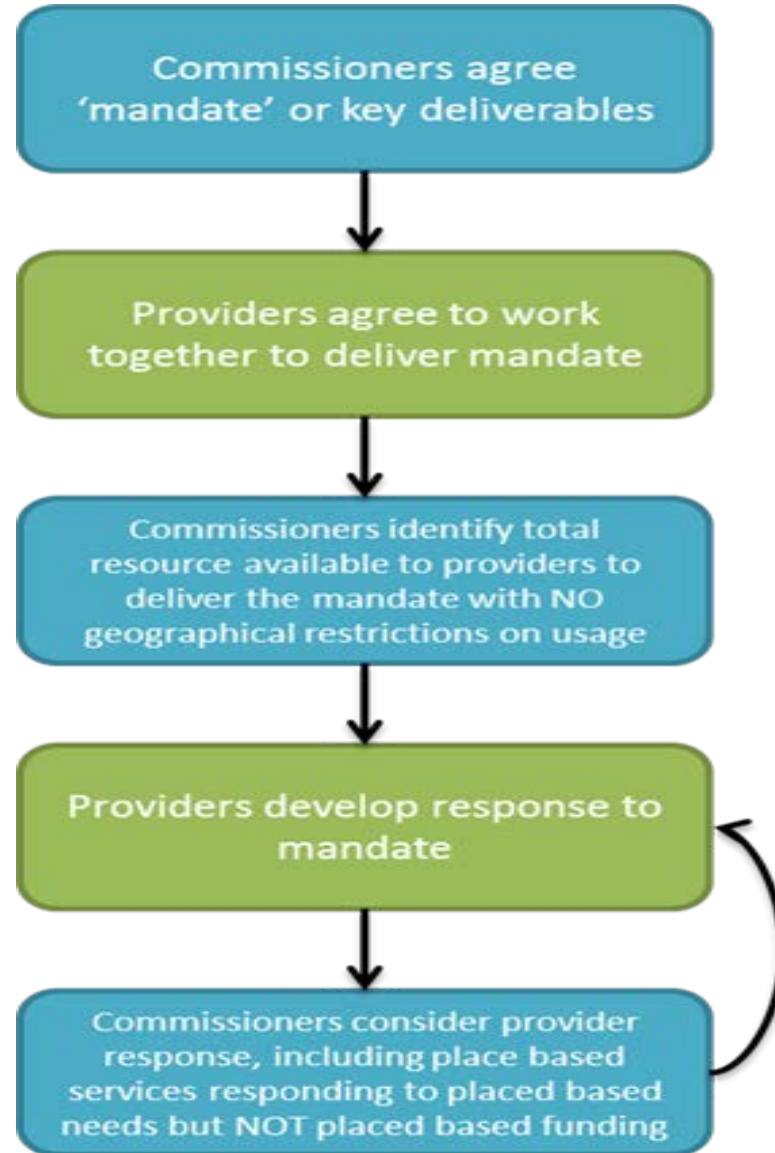 Commissioners agree
‘mandate’ or key deliverables
Providers agree to work
together to deliver mandate
Commissioners identify total
resource available to providers to
deliver the mandate with NO
geographical restrictions on usage
Providers develop response to
mandate
Commissioners consider provider
response, including place based
services responding to placed based
needs but NOT placed based funding